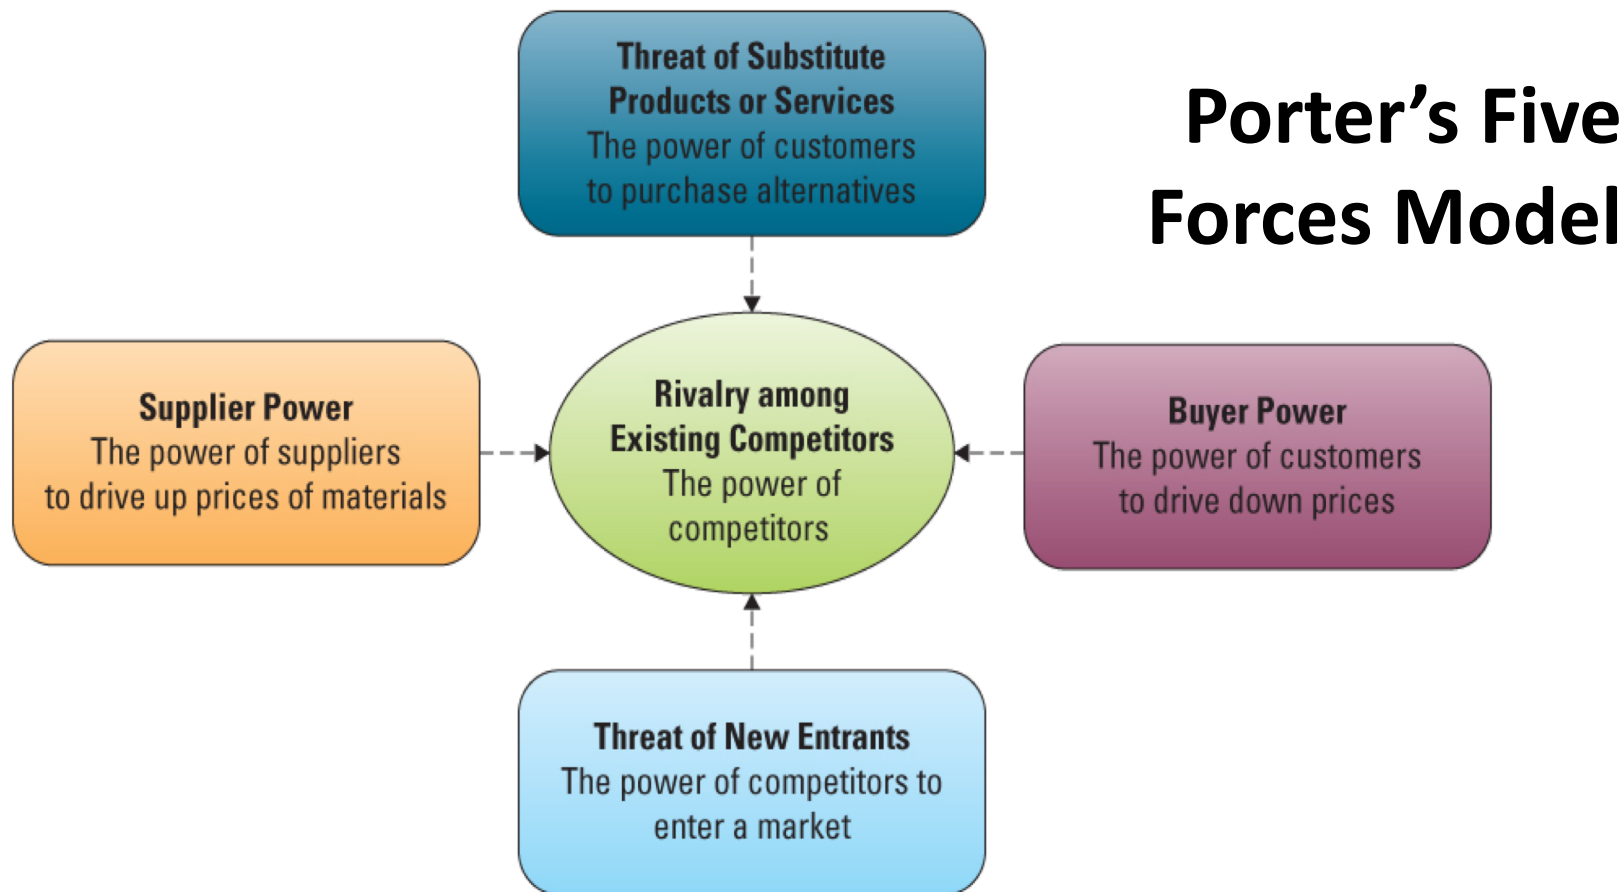 Threat of Substitute
Products or Services
The power of customers
to purchase alternatives
Porter’s Five
Forces Model
Supplier Power
The power of suppliers
to drive up prices of materials
Rivalry among
Existing Competitors
The power of
competitors
Buyer Power
The power of customers
to drive down prices
Threat of New Entrants
The power of competitors to
enter a market